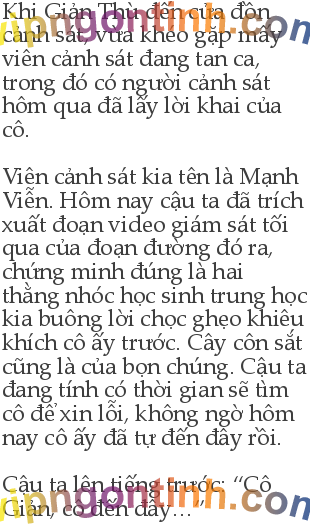 Khi Giản Thù đến cửa đồn
cảnh sát, vừa khéo gặp mấy
viên cảnh sát đang tan ca,
trong đó có người cảnh sát
hôm qua đã lấy lời khai của
cô.
Viên cảnh sát kia tên là Mạnh
Viễn. Hôm nay cậu ta đã trích
xuất đoạn video giám sát tối
qua của đoạn đường đó ra,
chứng minh đúng là hai
thằng nhóc học sinh trung học
kia buông lời chọc ghẹo khiêu
khích cô ấy trước. Cây côn sắt
cũng là của bọn chúng. Cậu ta
đang tính có thời gian sẽ tìm
cô để xin lỗi, không ngờ hôm
nay cô ấy đã tự đến đây rồi.
Cậu ta lên tiếng trước: “Cô
Giản, cô đến đây...”
vipngontinh.com
vipngontinh.com